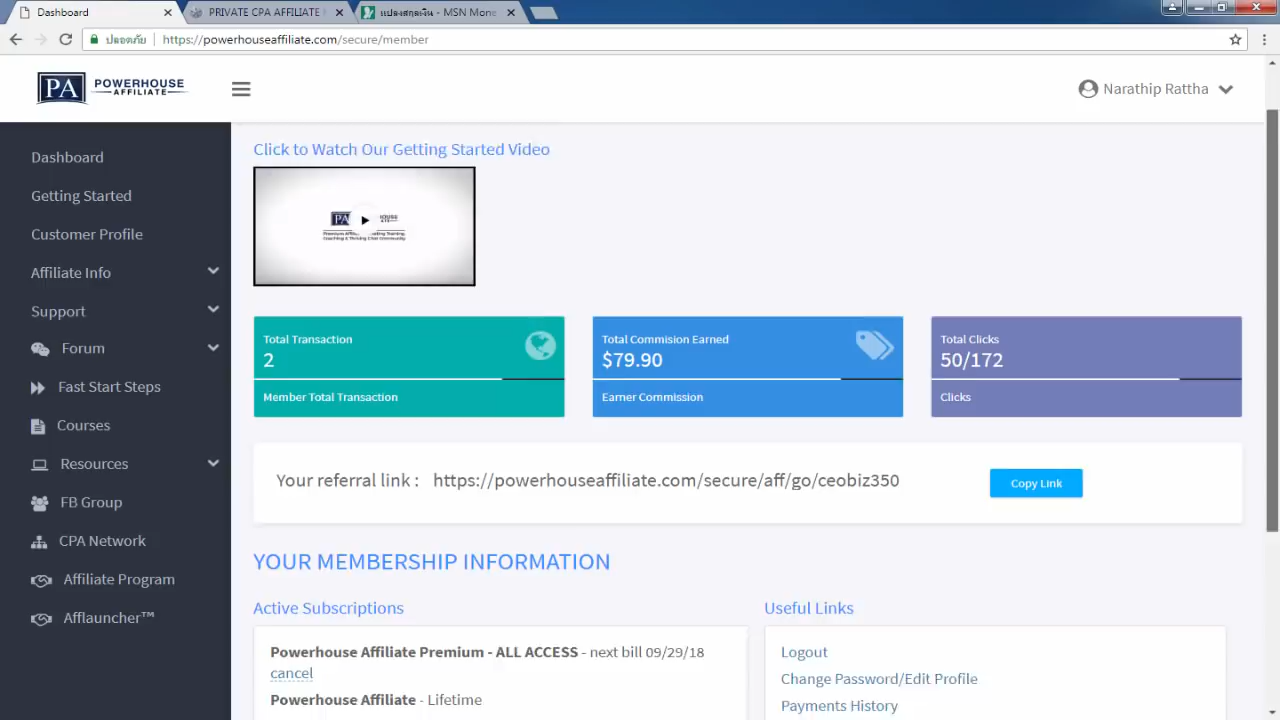 Dashboard
PRIVATE CPA AFFILIATE
แปลงสกุลเงิน - MSN Mone
ปลอดภัย
https://powerhouseaffiliate.com/secure/member
PA POWERHOUSE AFFILIATE
Narathip Rattha
Dashboard
Getting Started
Customer Profile
Affiliate Info
Support
Forum
Fast Start Steps
Courses
Resources
FB Group
CPA Network
Affiliate Program
Afflauncher™
Click to Watch Our Getting Started Video
PA
Total Transaction
2
Member Total Transaction
Total Commision Earned
$79.90
Earner Commission
Total Clicks
50/172
Clicks
Your referral link : https://powerhouseaffiliate.com/secure/aff/go/ceobiz350
Copy Link
YOUR MEMBERSHIP INFORMATION
Active Subscriptions
Powerhouse Affiliate Premium - ALL ACCESS - next bill 09/29/18
cancel
Powerhouse Affiliate - Lifetime
Useful Links
Logout
Change Password/Edit Profile
Payments History